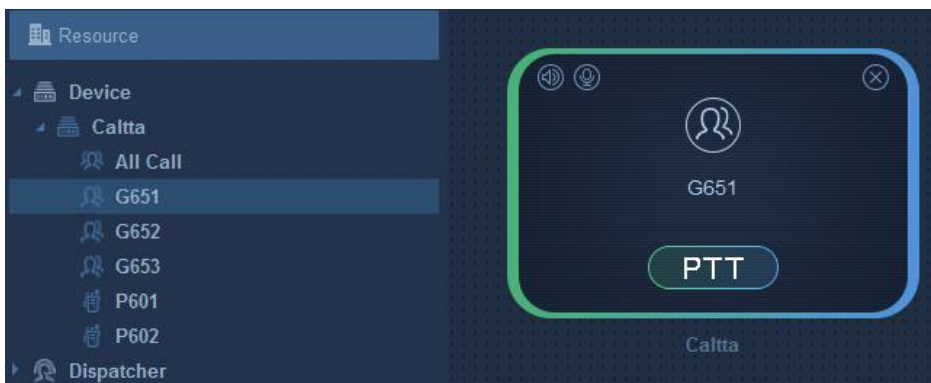 Resource
Device
Caltta
All Call
G651
G652
G653
P601
P602
Dispatcher
G651
PTT
Caltta